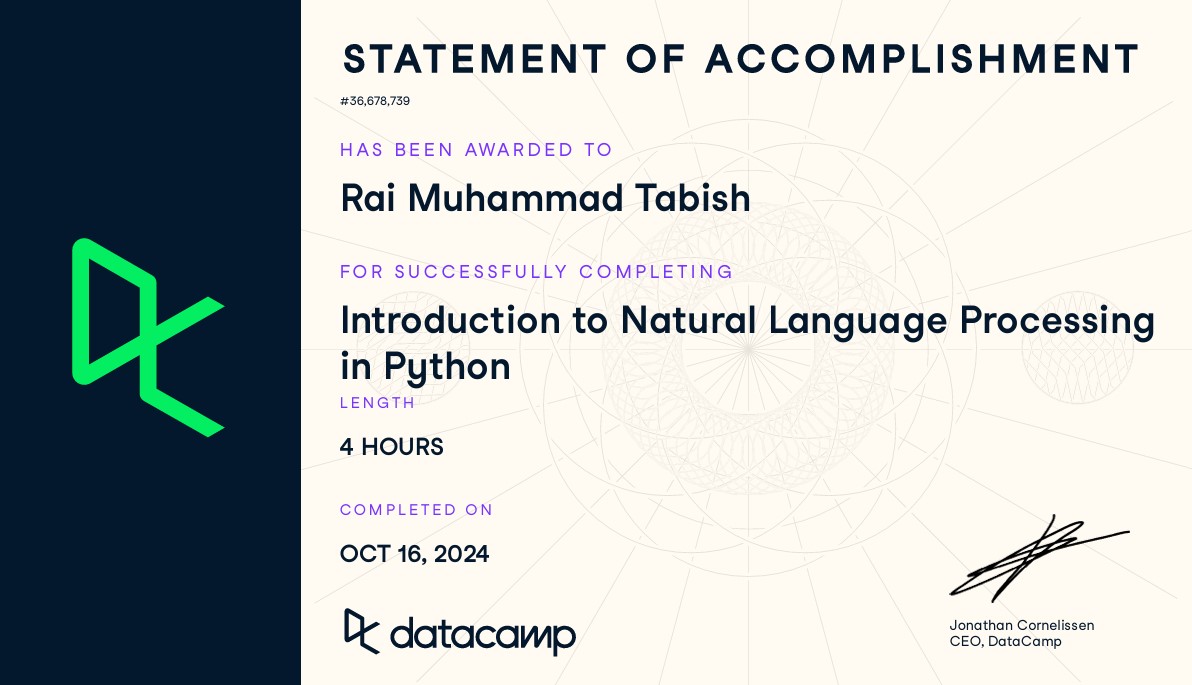 STATEMENT OF ACCOMPLISHMENT
#36,678,739
HAS BEEN AWARDED TO
Rai Muhammad Tabish
FOR SUCCESSFULLY COMPLETING
Introduction to Natural Language Processing
in Python
LENGTH
4 HOURS
COMPLETED ON
OCT 16, 2024
datacamp
Jonathan Cornelissen
CEO, DataCamp